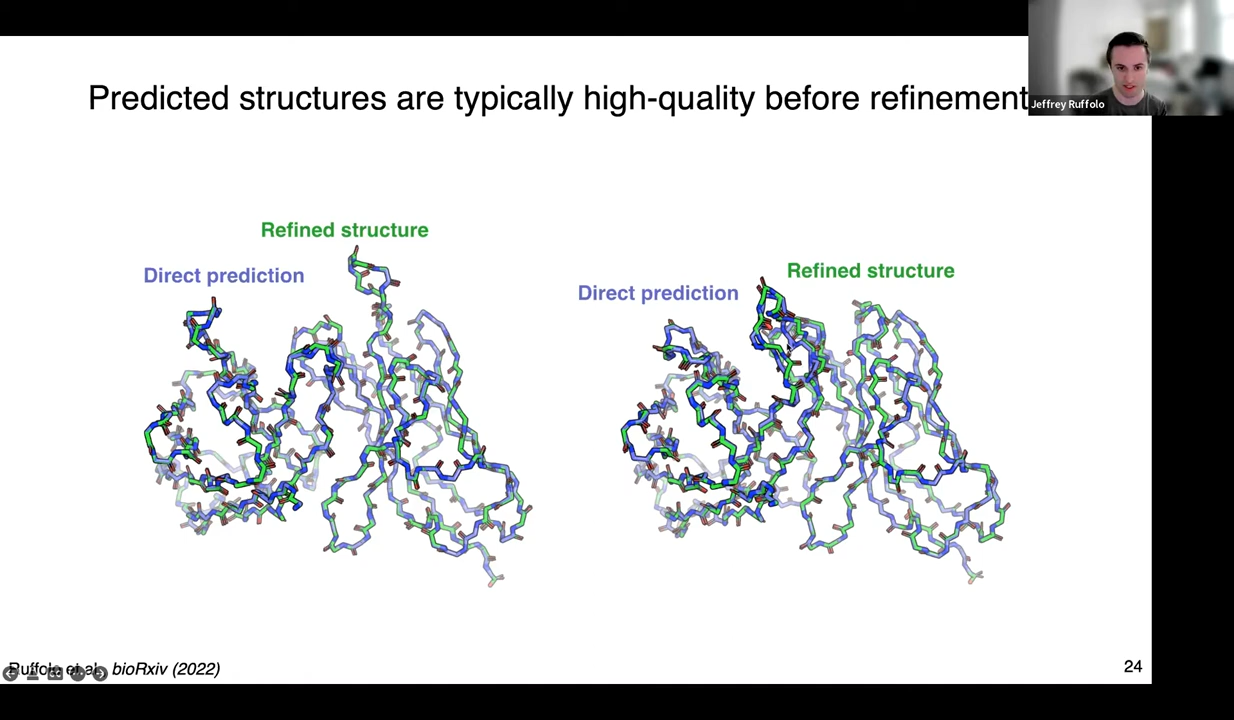 Predicted structures are typically high-quality before refinement
Jeffrey Ruffolo
Refined structure
Direct prediction
Refined structure
Direct prediction
Ruffolo et al. bioRxiv (2022)
24